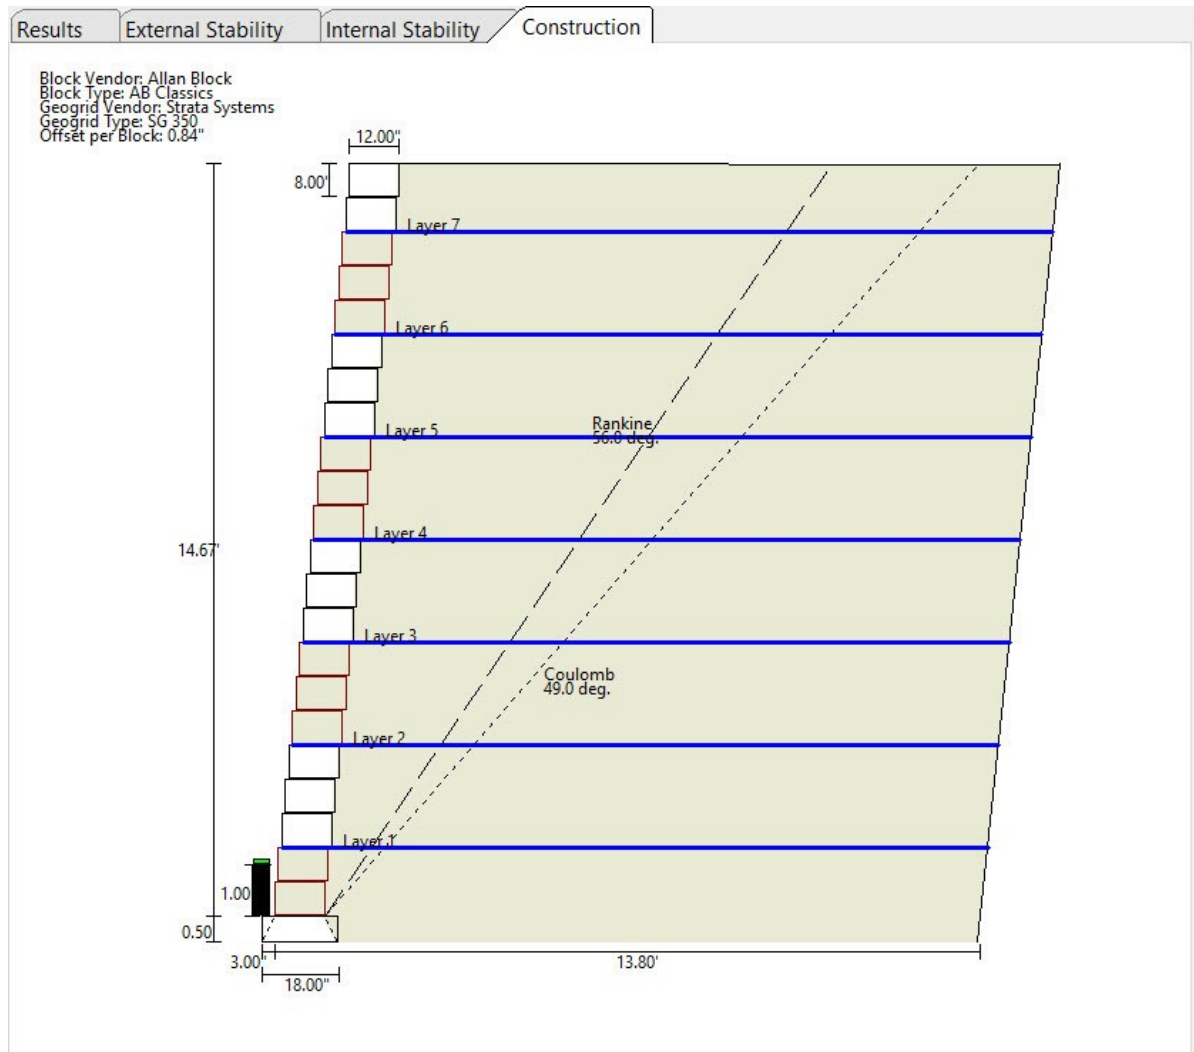 Results
External Stability
Internal Stability
Construction
Block Vendor: Allan Block
Block Type: AB Classics
Geogrid Vendor: Strata Systems
Geogrid Type: SG 350
Offset per Block: 0.84"
12.00"
8.00'
Layer 7
Layer 6
Rankine
56.0 deg.
Layer 5
Layer 4
14.67'
Layer 3
Coulomb
49.0 deg.
Layer 2
Layer 1
1.00
0.50
3.00"
13.80'
18.00"